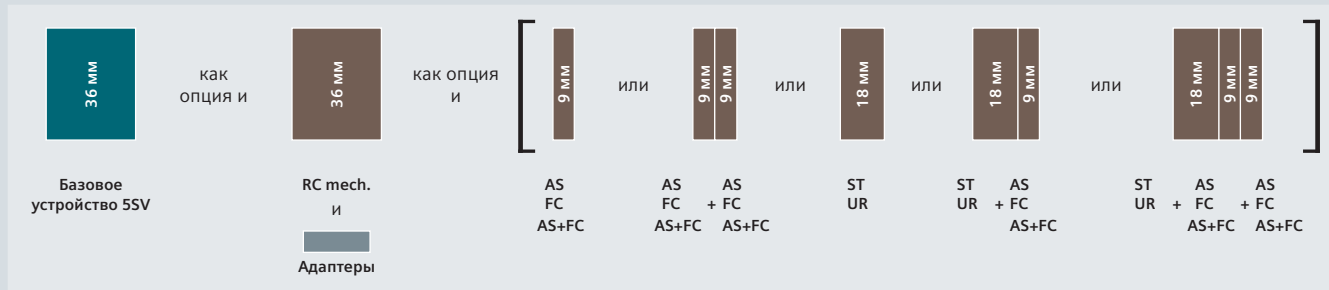 36 мм
как
опция и
36 мм
как опция
и
9 мм
или
9 мм
9 мм
или
18 мм
или
18 мм
9 мм
или
18 мм
9 мм
9 мм
Базовое
устройство 5SV
RC mech.
и
Адаптеры
AS
FC
AS+FC
AS AS
FC + FC
AS+FC AS+FC
ST
UR
ST AS
UR + FC
AS+FC
ST AS AS
UR + FC + FC
AS+FC AS+FC